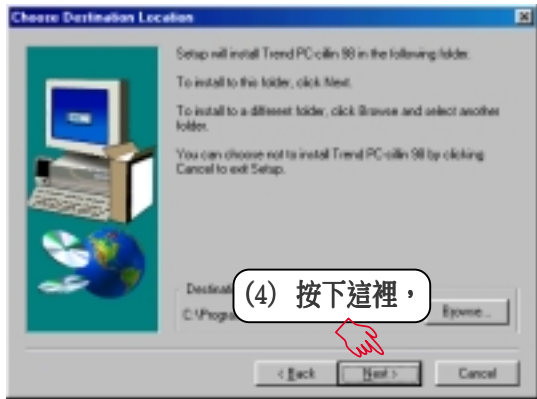 Choose Destination Location
Setup will install Trend PC-cillin 98 in the following folder.
To install to this folder, click Next.
To install to a different folder, click Browse and select another
folder.
You can choose not to install Trend PC-cillin 98 by clicking
Cancel to exit Setup.
(4) 按下這裡，
C:\Progra
Browse...
< Back
Next >
Cancel